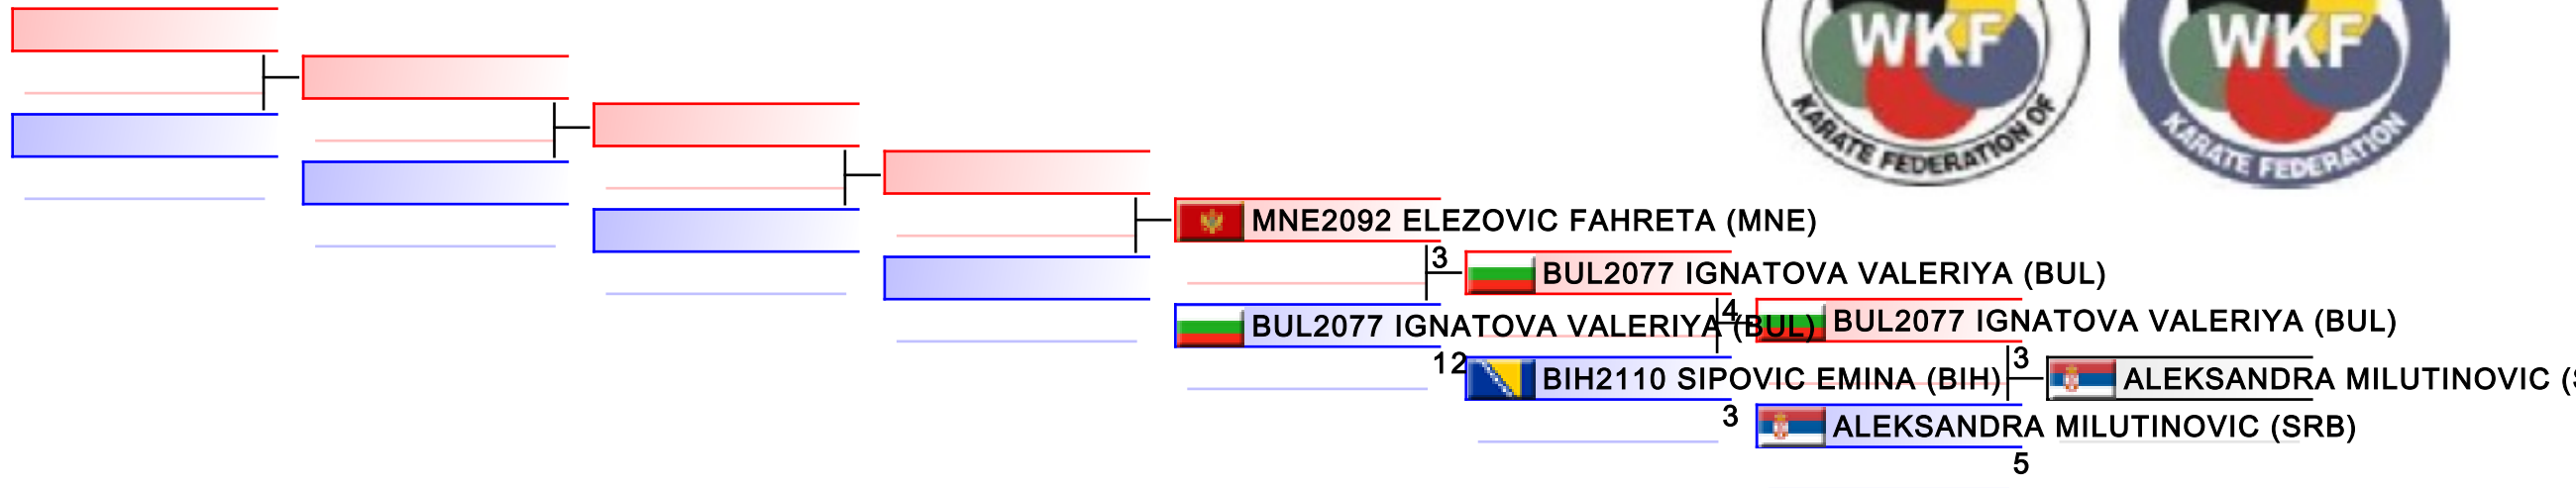 WKF
KARATE FEDERATION OF
WKF
KARATE FEDERATION
MNE2092 ELEZOVIC FAHRETA (MNE)
3
BUL2077 IGNATOVA VALERIYA (BUL)
BUL2077 IGNATOVA VALERIYA (BUL)
12
4
BUL2077 IGNATOVA VALERIYA (BUL)
BIH2110 SIPOVIC EMINA (BIH)
3
3
ALEKSANDRA MILUTINOVIC (
ALEKSANDRA MILUTINOVIC (SRB)
5